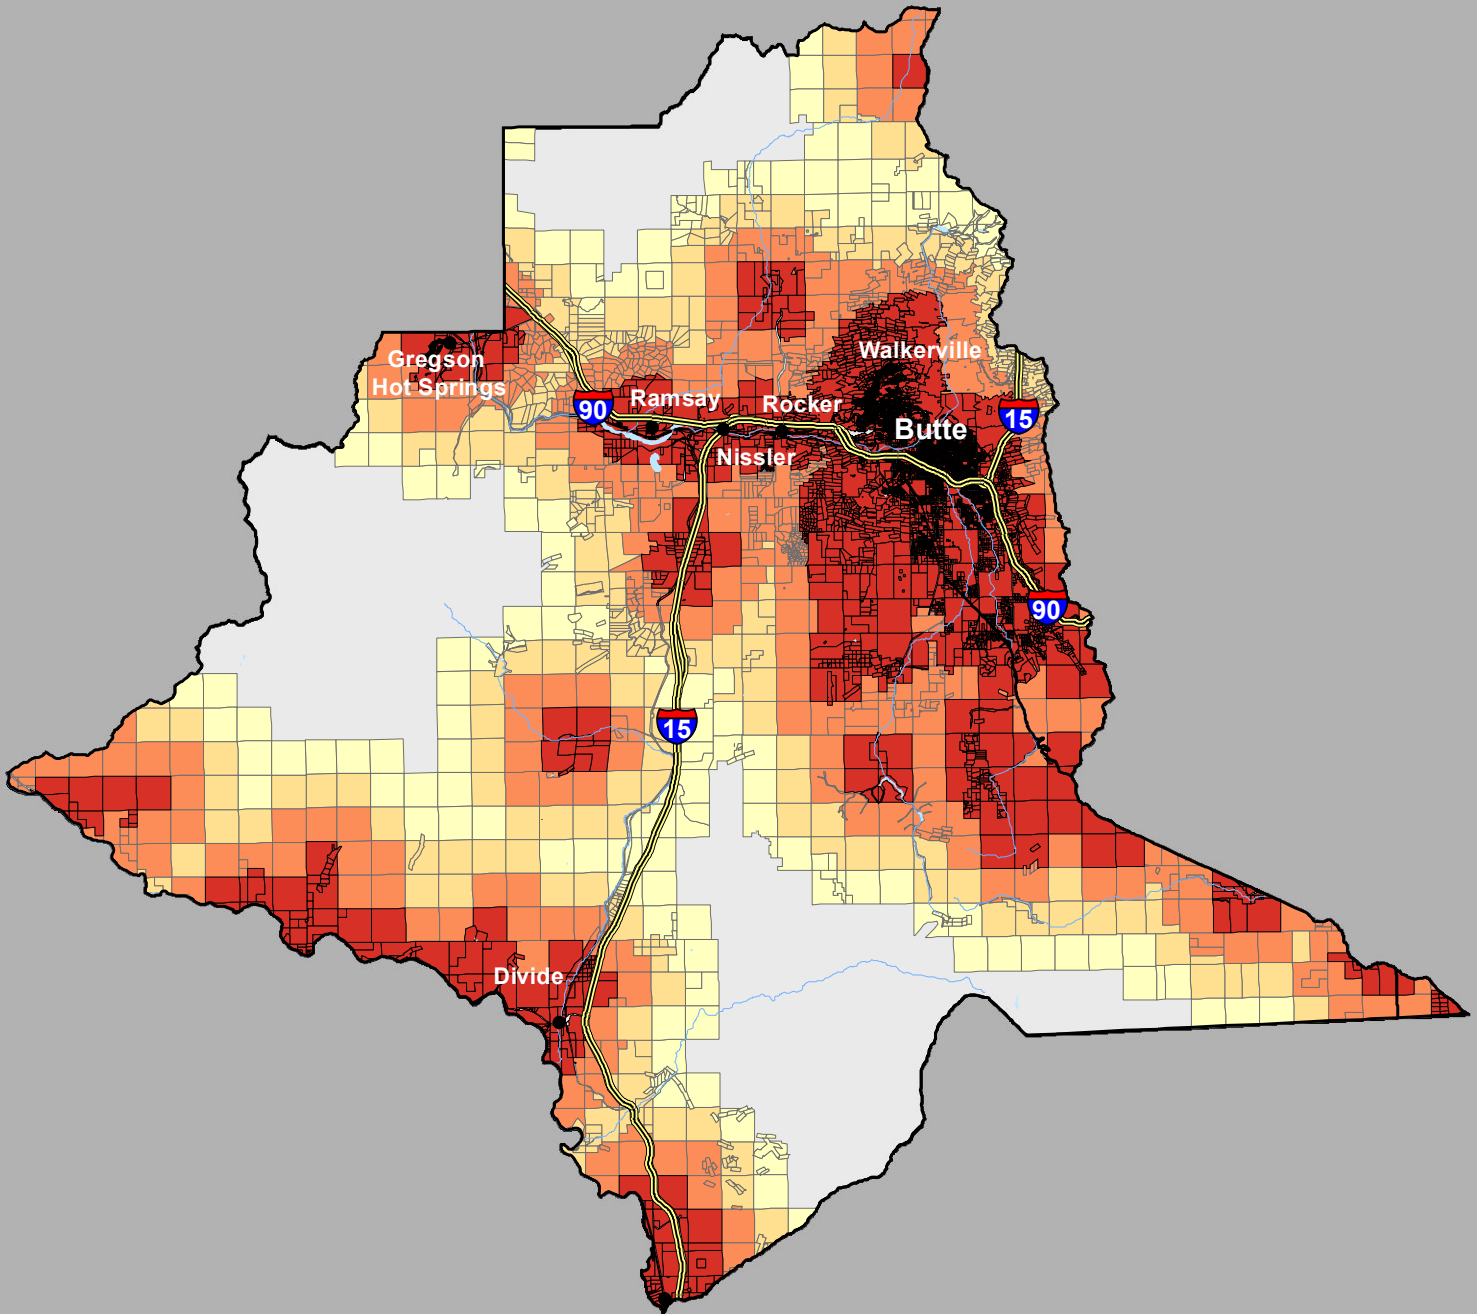 Walkerville
Gregson
Hot Springs
90
Ramsay
Rocker
15
Butte
Nissler
90
15
Divide